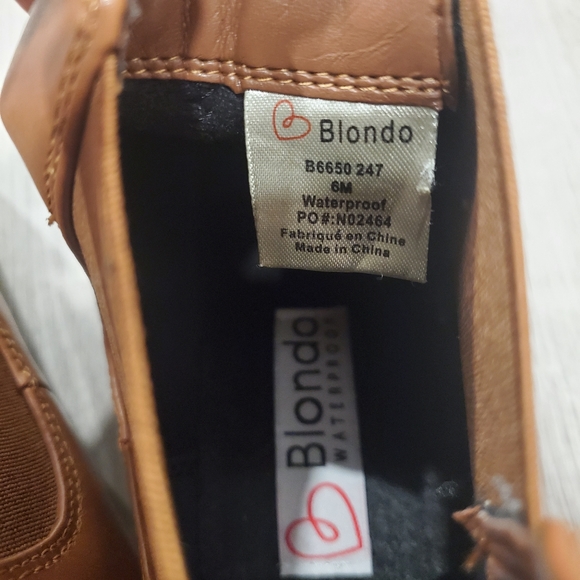 Blondo
B6650 247
6M
Waterproof
PO#:N02464
Fabriqué en Chine
Made in China
Blondo
WATERPROOF